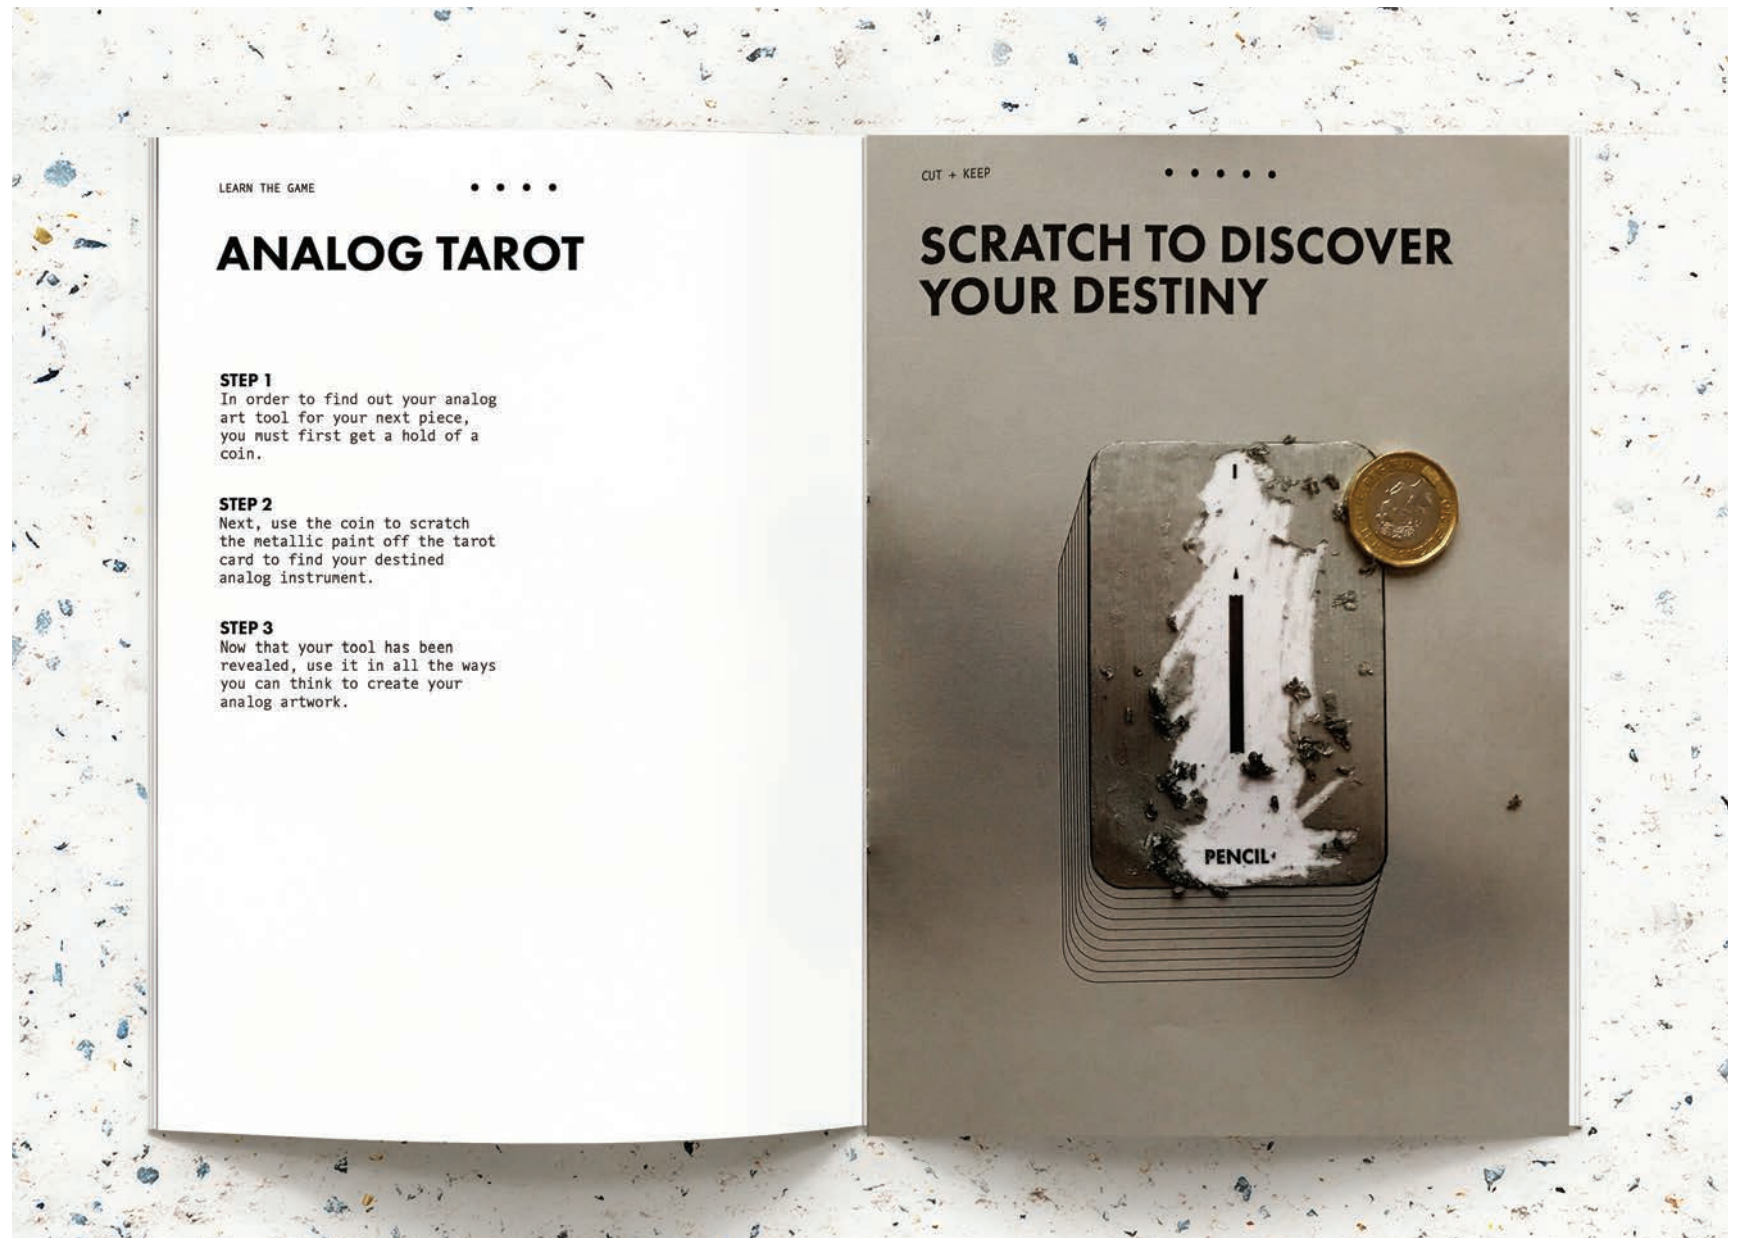 LEARN THE GAME
ANALOG TAROT
STEP 1
In order to find out your analog
art tool for your next piece,
you must first get a hold of a
coin.
STEP 2
Next, use the coin to scratch
the metallic paint off the tarot
card to find your destined
analog instrument.
STEP 3
Now that your tool has been
revealed, use it in all the ways
you can think to create your
analog artwork.
CUT + KEEP
SCRATCH TO DISCOVER
YOUR DESTINY
I
PENCIL